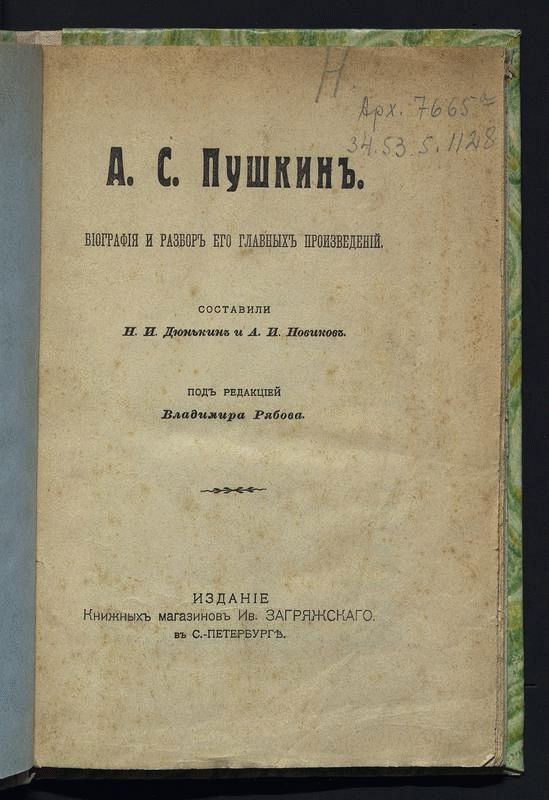 Н.
Арх. 7665а
34.53.5.1128
А. С. Пушкинъ.
БІОГРАФІЯ И РАЗБОРЪ ЕГО ГЛАВНЫХЪ ПРОИЗВЕДЕНІЙ.
СОСТАВИЛИ
Н. И. Дюнькинъ и А. И. Новиковъ.
ПОДЪ РЕДАКЦІЕЙ
Владимира Рябова.
ИЗДАНІЕ
Книжныхъ магазиновъ Ив. ЗАГРЯЖСКАГО.
въ С.-ПЕТЕРБУРГѢ.